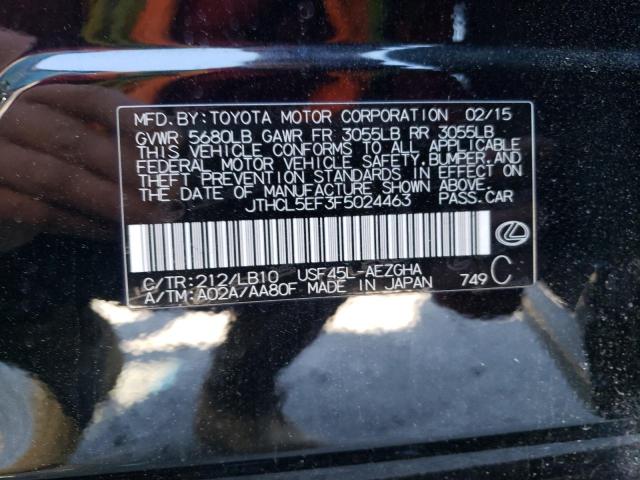 MFD. BY: TOYOTA MOTOR CORPORATION 02/15
GVWR 5680LB GAWR FR 3055LB RR 3055LB
THIS VEHICLE CONFORMS TO ALL APPLICABLE
FEDERAL MOTOR VEHICLE SAFETY, BUMPER, AND
THEFT PREVENTION STANDARDS IN EFFECT ON
THE DATE OF MANUFACTURE SHOWN ABOVE.
JTHCL5EF3F5024463 PASS. CAR
C/TR: 212/LB10 USF45L-AEZGHA
A/TM: A02A/AA80F MADE IN JAPAN 749 C